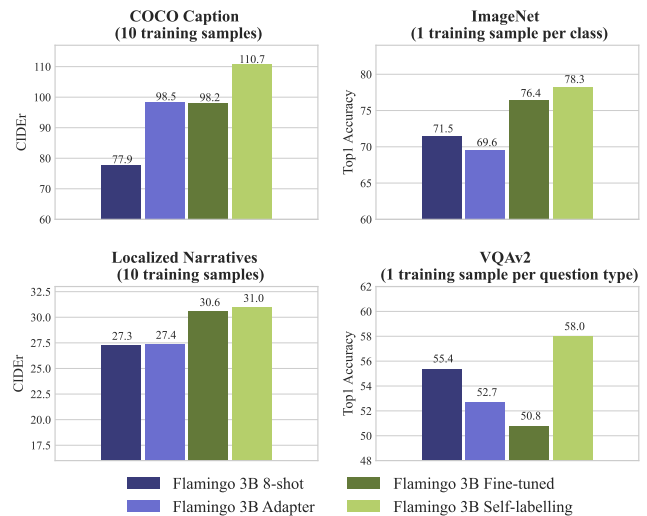 COCO Caption
(10 training samples)
CIDEr
110
100
90
80
70
60
77.9
98.5
98.2
110.7
ImageNet
(1 training sample per class)
Top1 Accuracy
80
75
70
65
60
71.5
69.6
76.4
78.3
Localized Narratives
(10 training samples)
CIDEr
32.5
30.0
27.5
25.0
22.5
20.0
17.5
27.3
27.4
30.6
31.0
VQAv2
(1 training sample per question type)
Top1 Accuracy
62
60
58
56
54
52
50
48
55.4
52.7
50.8
58.0
Flamingo 3B 8-shot
Flamingo 3B Adapter
Flamingo 3B Fine-tuned
Flamingo 3B Self-labelling